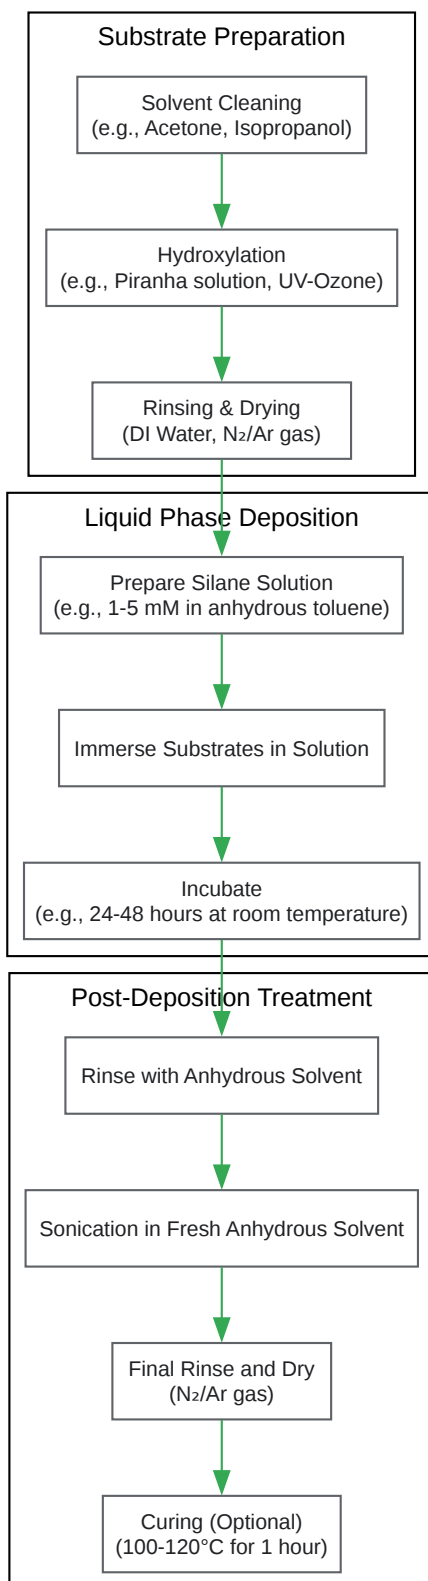 Substrate Preparation
Solvent Cleaning
(e.g., Acetone, Isopropanol)
Hydroxylation
(e.g., Piranha solution, UV-Ozone)
Rinsing & Drying
(DI Water, N₂/Ar gas)
Liquid Phase Deposition
Prepare Silane Solution
(e.g., 1-5 mM in anhydrous toluene)
Immerse Substrates in Solution
Incubate
(e.g., 24-48 hours at room temperature)
Post-Deposition Treatment
Rinse with Anhydrous Solvent
Sonication in Fresh Anhydrous Solvent
Final Rinse and Dry
(N₂/Ar gas)
Curing (Optional)
(100-120°C for 1 hour)